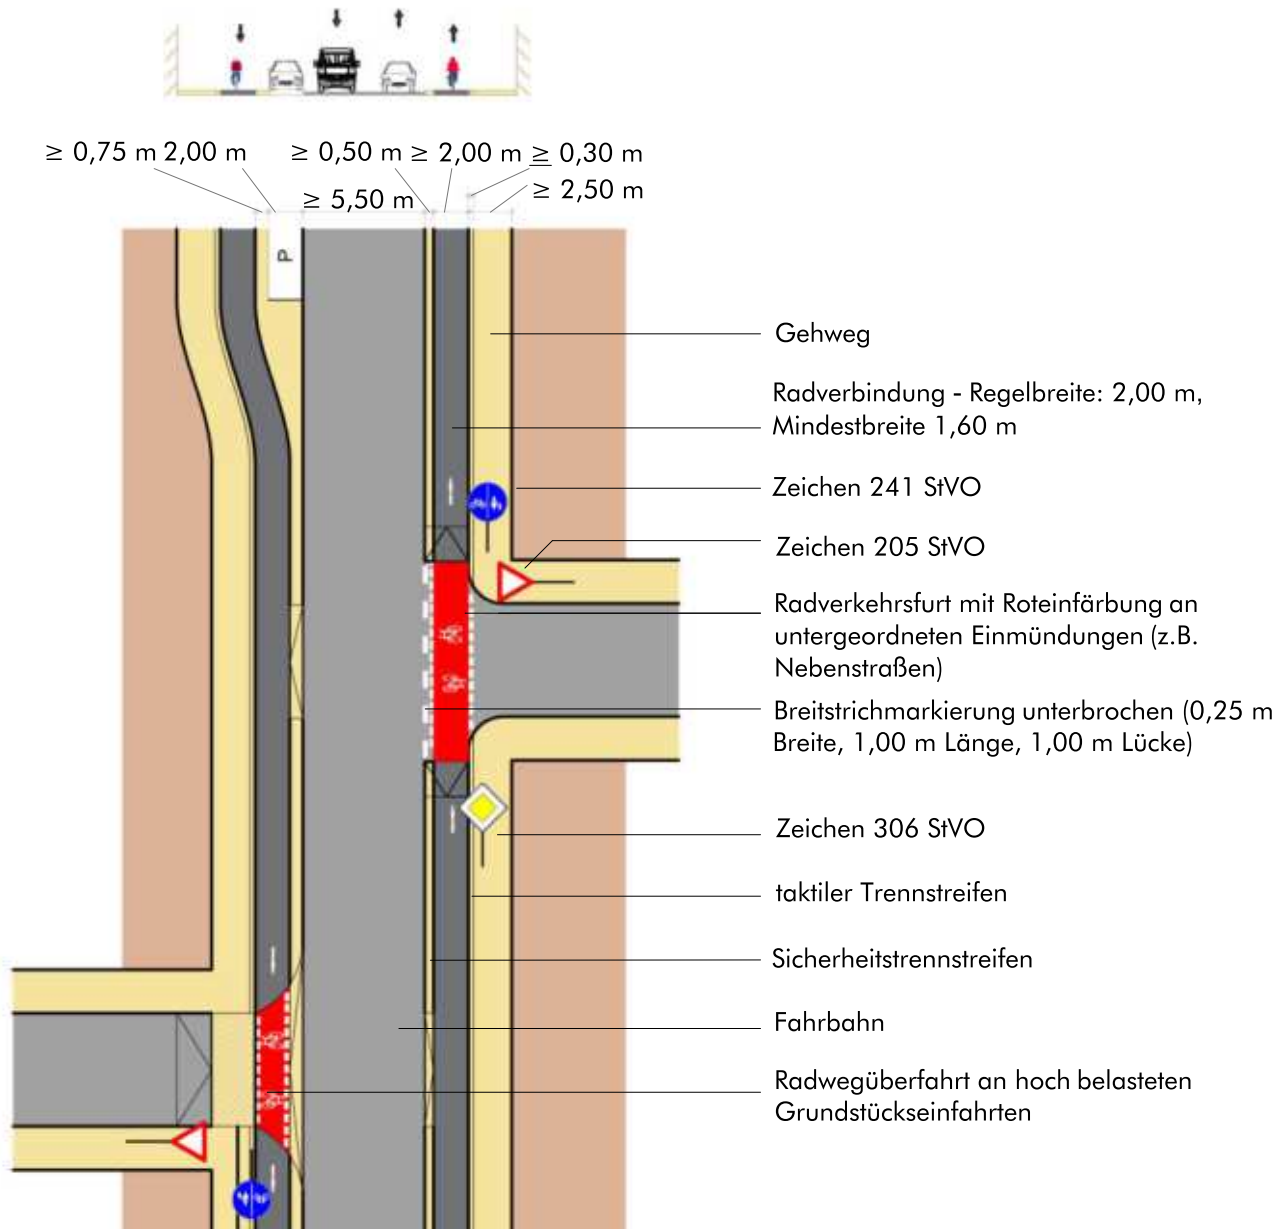 ≥ 0,75 m 2,00 m ≥ 0,50 m ≥ 2,00 m ≥ 0,30 m
≥ 5,50 m ≥ 2,50 m
P
Gehweg
Radverbindung - Regelbreite: 2,00 m,
Mindestbreite 1,60 m
Zeichen 241 StVO
Zeichen 205 StVO
Radverkehrsfurt mit Roteinfärbung an
untergeordneten Einmündungen (z.B.
Nebenstraßen)
Breitstrichmarkierung unterbrochen (0,25 m
Breite, 1,00 m Länge, 1,00 m Lücke)
Zeichen 306 StVO
taktiler Trennstreifen
Sicherheitstrennstreifen
Fahrbahn
Radwegüberfahrt an hoch belasteten
Grundstückseinfahrten